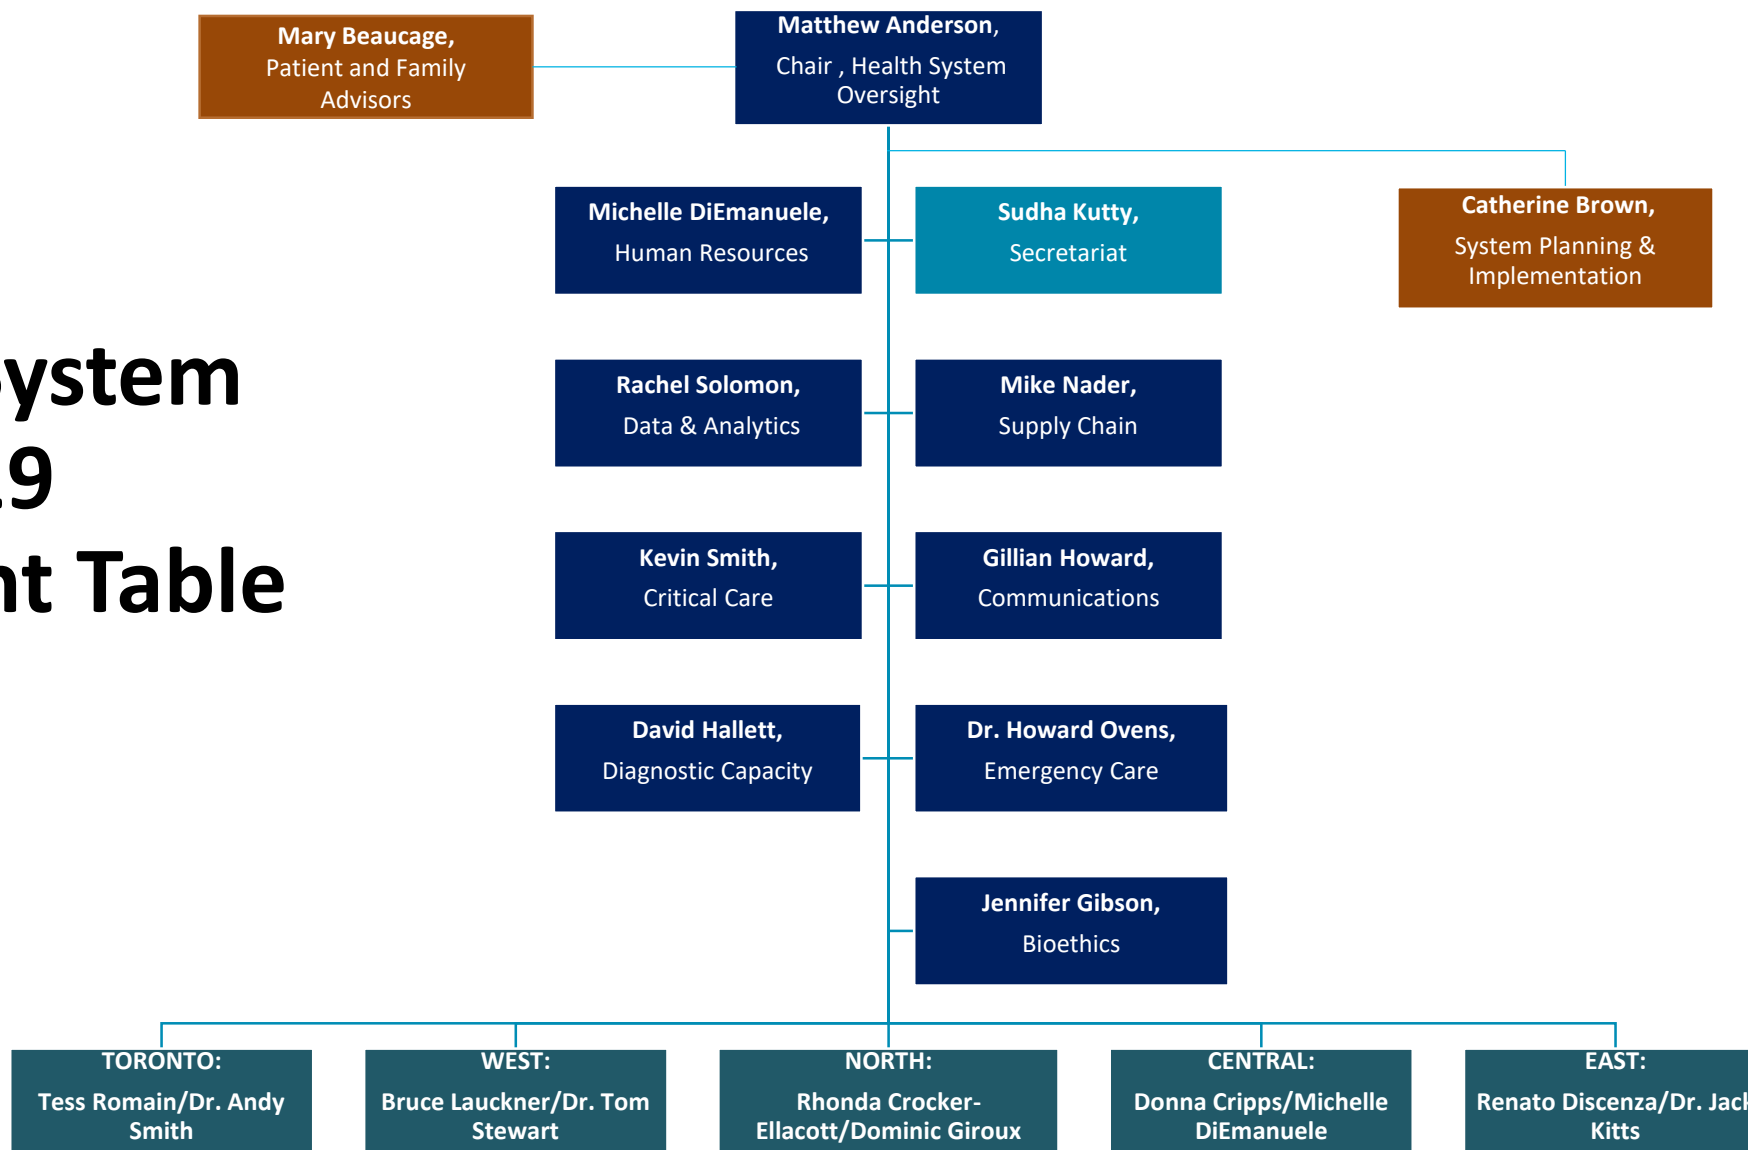 Mary Beaucage,
Patient and Family
Advisors
Matthew Anderson,
Chair , Health System
Oversight
Michelle DiEmanuele,
Human Resources
Sudha Kutty,
Secretariat
Catherine Brown,
System Planning &
Implementation
System
19
nt Table
Rachel Solomon,
Data & Analytics
Mike Nader,
Supply Chain
Kevin Smith,
Critical Care
Gillian Howard,
Communications
David Hallett,
Diagnostic Capacity
Dr. Howard Ovens,
Emergency Care
Jennifer Gibson,
Bioethics
TORONTO:
Tess Romain/Dr. Andy
Smith
WEST:
Bruce Lauckner/Dr. Tom
Stewart
NORTH:
Rhonda Crocker-
Ellacott/Dominic Giroux
CENTRAL:
Donna Cripps/Michelle
DiEmanuele
EAST:
Renato Discenza/Dr. Jack
Kitts